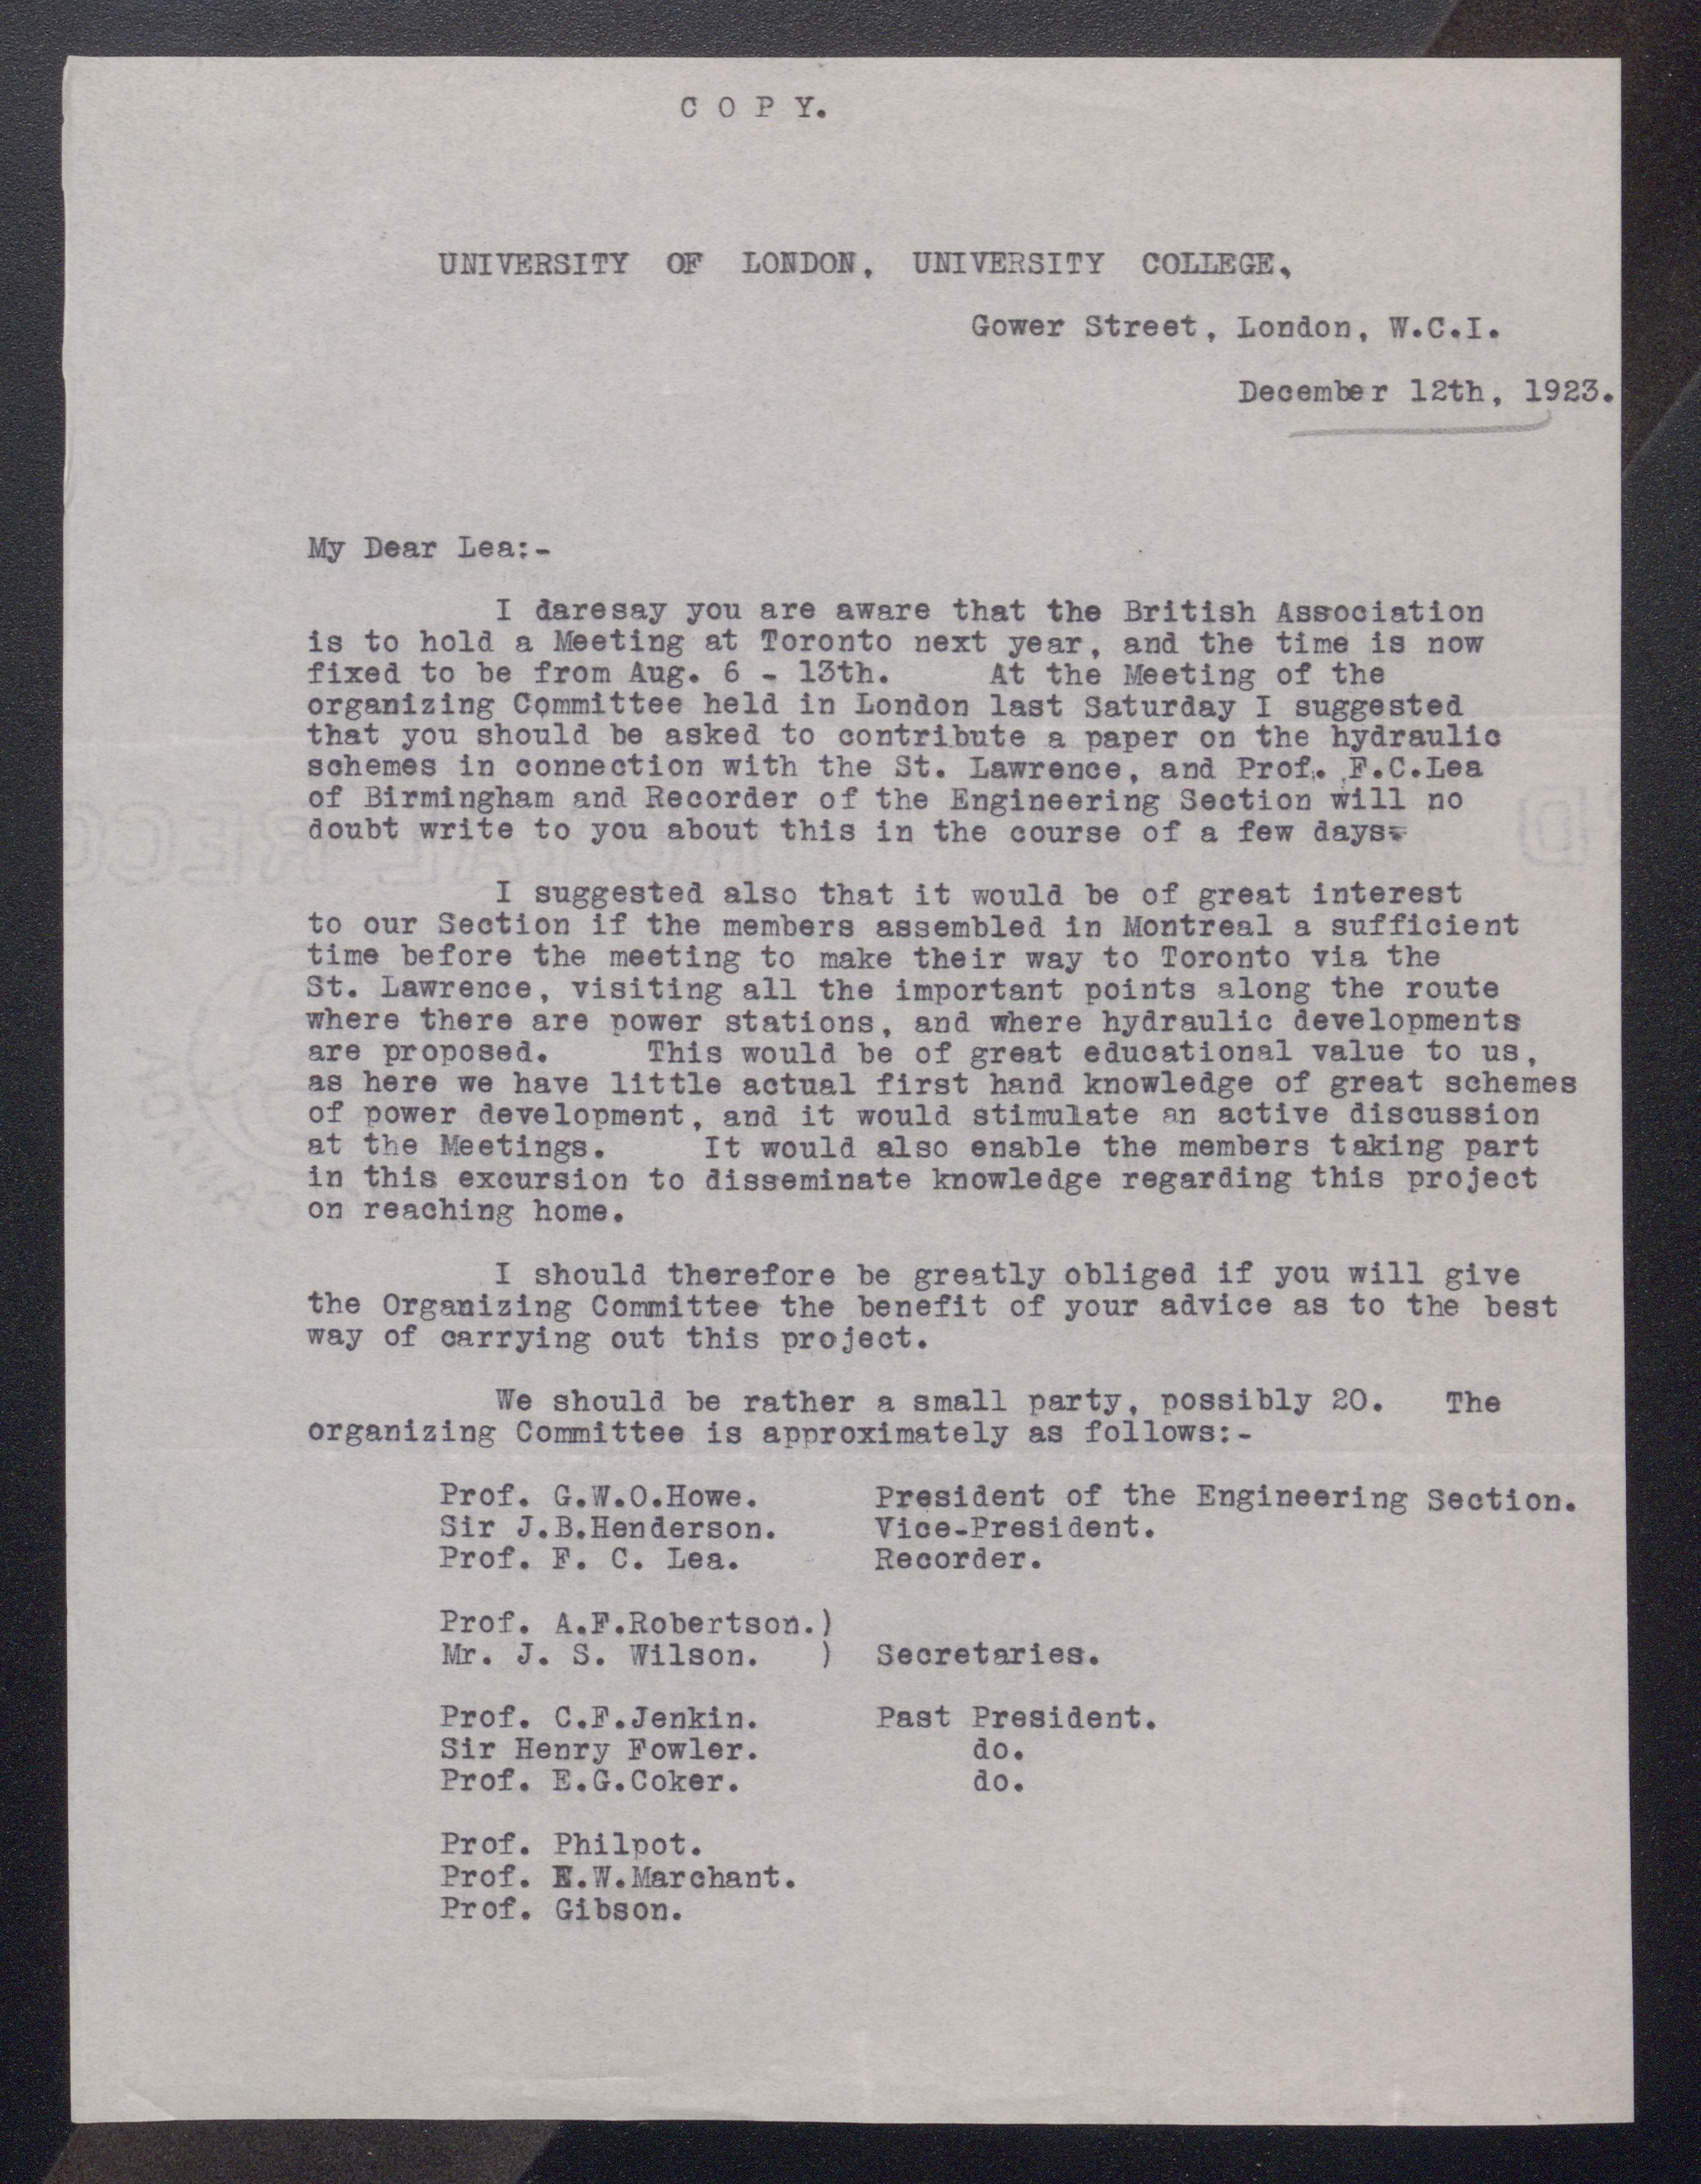 C O P Y.
UNIVERSITY OF LONDON, UNIVERSITY COLLEGE,
Gower Street, London, W.C.I.
December 12th, 1923.
My Dear Lea:-
I daresay you are aware that the British Association
is to hold a Meeting at Toronto next year, and the time is now
fixed to be from Aug. 6 - 13th. At the Meeting of the
organizing Committee held in London last Saturday I suggested
that you should be asked to contribute a paper on the hydraulic
schemes in connection with the St. Lawrence, and Prof. F.C.Lea
of Birmingham and Recorder of the Engineering Section will no
doubt write to you about this in the course of a few days.
I suggested also that it would be of great interest
to our Section if the members assembled in Montreal a sufficient
time before the meeting to make their way to Toronto via the
St. Lawrence, visiting all the important points along the route
where there are power stations, and where hydraulic developments
are proposed. This would be of great educational value to us,
as here we have little actual first hand knowledge of great schemes
of power development, and it would stimulate an active discussion
at the Meetings. It would also enable the members taking part
in this excursion to disseminate knowledge regarding this project
on reaching home.
I should therefore be greatly obliged if you will give
the Organizing Committee the benefit of your advice as to the best
way of carrying out this project.
We should be rather a small party, possibly 20. The
organizing Committee is approximately as follows:-
Prof. G.W.O.Howe. President of the Engineering Section.
Sir J.B.Henderson. Vice-President.
Prof. F. C. Lea. Recorder.
Prof. A.F.Robertson.)
Mr. J. S. Wilson. ) Secretaries.
Prof. C.F.Jenkin. Past President.
Sir Henry Fowler. do.
Prof. E.G.Coker. do.
Prof. Philpot.
Prof. E.W.Marchant.
Prof. Gibson.